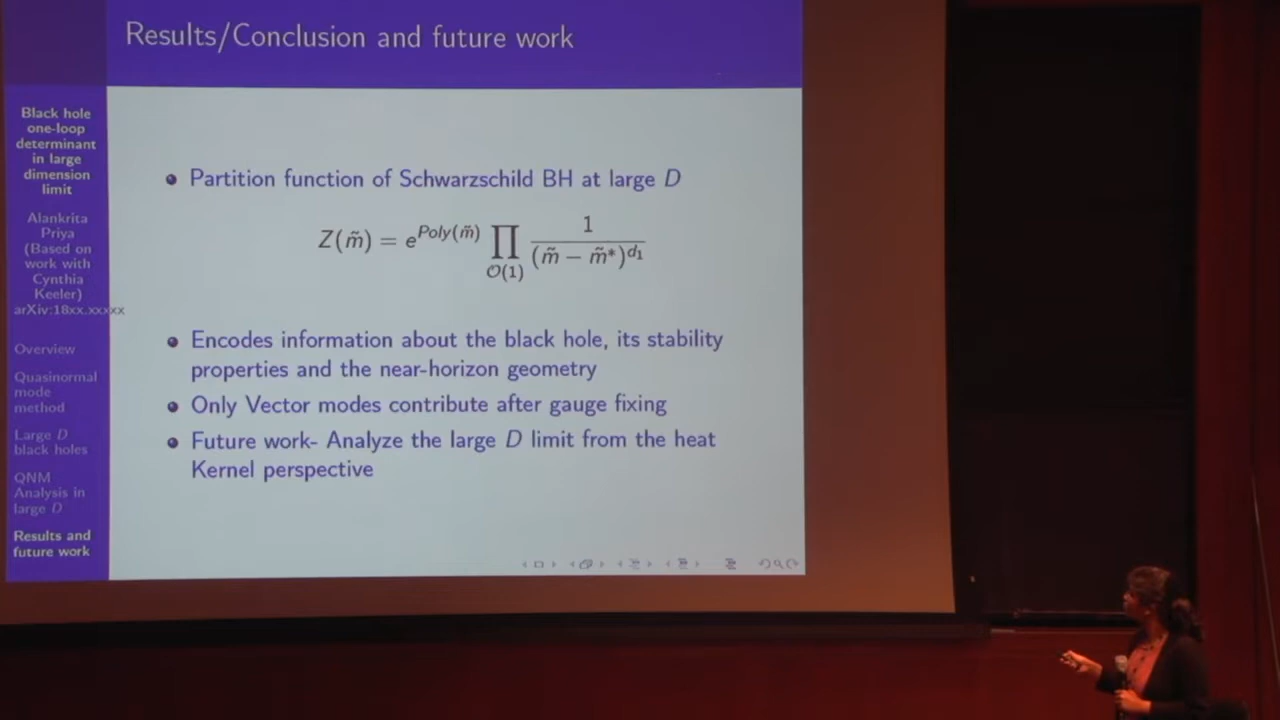 Results/Conclusion and future work
Black hole
one-loop
determinant
in large
dimension
limit
Alankrita
Priya
(Based on
work with
Cynthia
Keeler)
arXiv:18xx.xxxxx
Overview
Quasinormal
mode
method
Large D
black holes
QNM
Analysis in
large D
Results and
future work
• Partition function of Schwarzschild BH at large D
Z(m̃) = e^{Poly(m̃)} ∏_{𝒪(1)} 1/(m̃ − m̃*)^{d₁}
• Encodes information about the black hole, its stability
properties and the near-horizon geometry
• Only Vector modes contribute after gauge fixing
• Future work- Analyze the large D limit from the heat
Kernel perspective